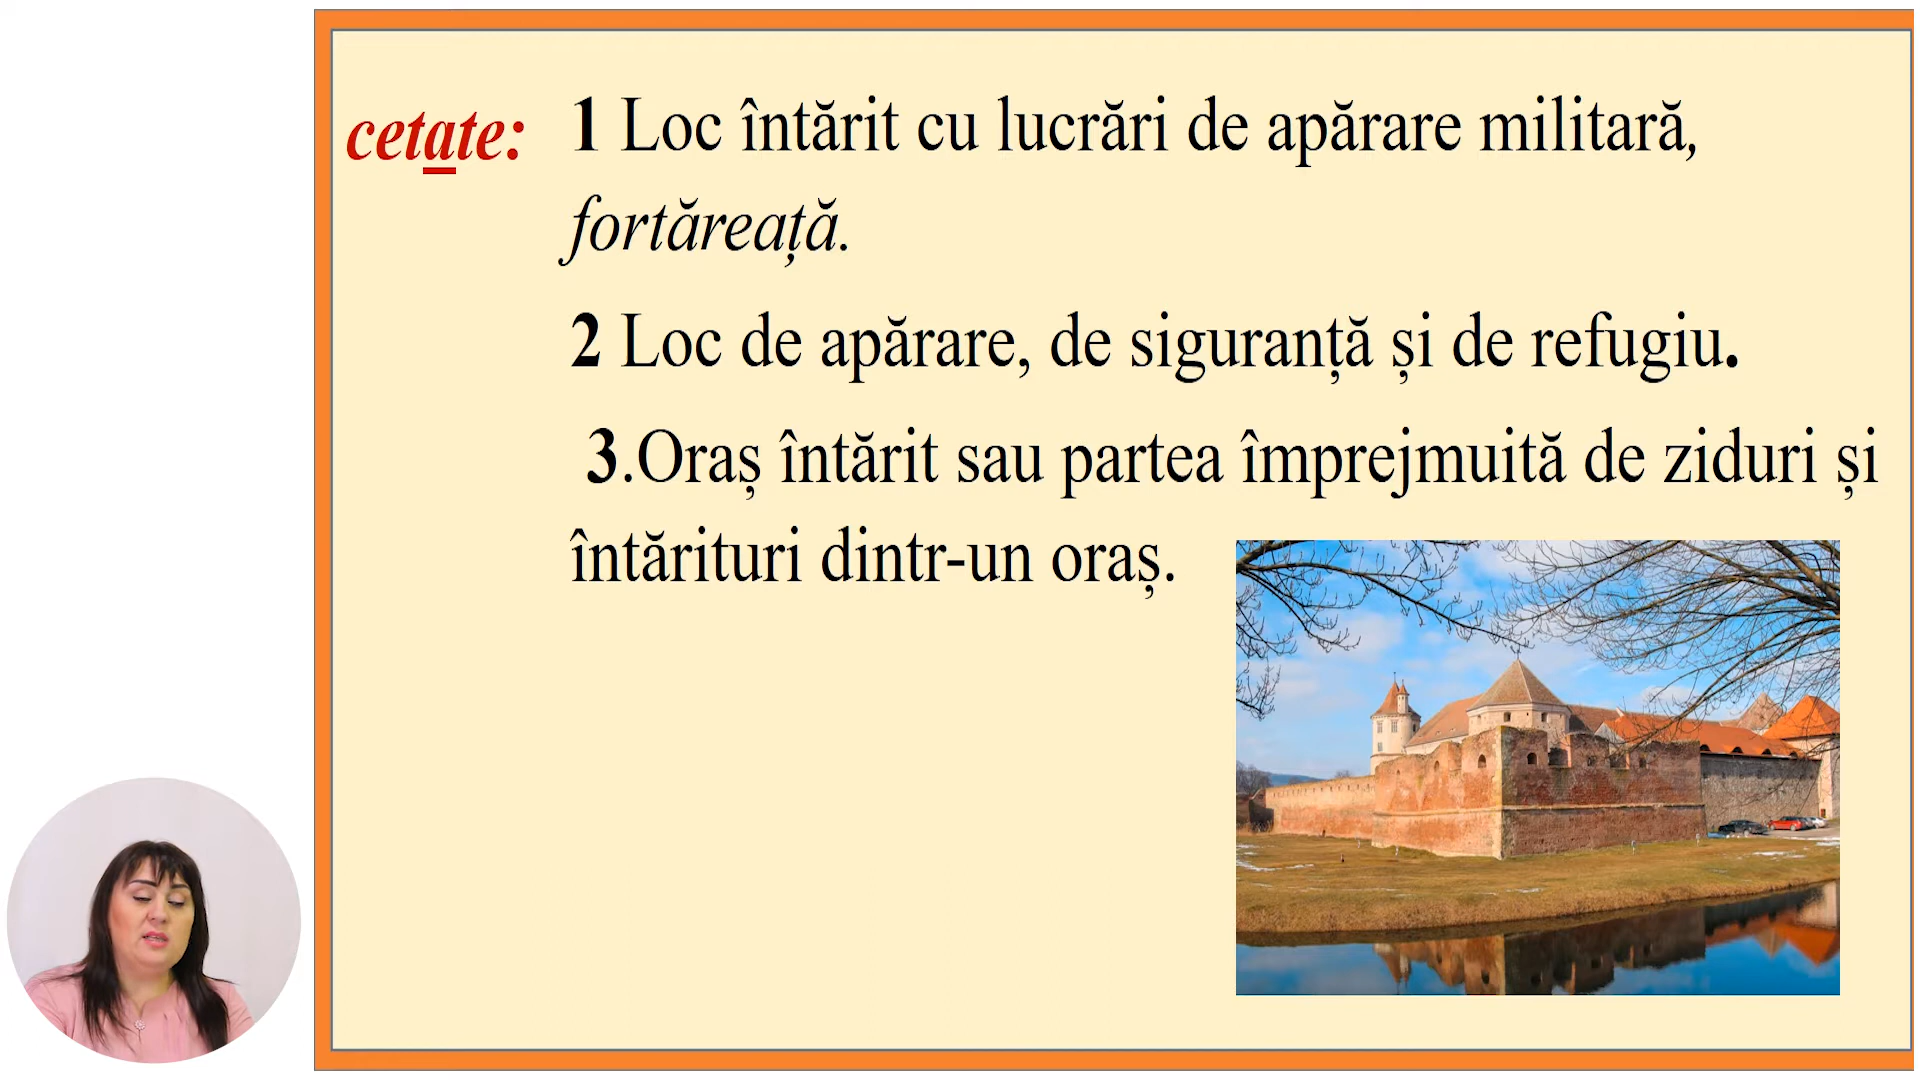 cetate: 1 Loc întărit cu lucrări de apărare militară,
fortăreață.
2 Loc de apărare, de siguranță și de refugiu.
3.Oraș întărit sau partea împrejmuită de ziduri și
întărituri dintr-un oraș.